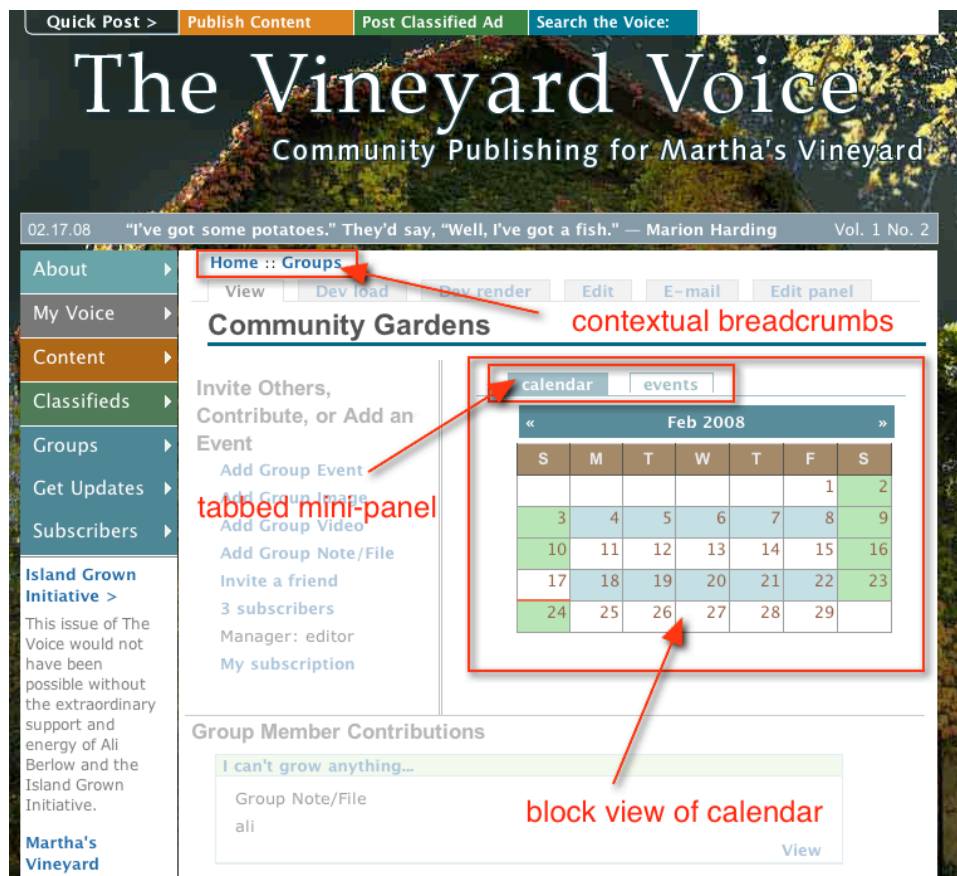 Quick Post > Publish Content Post Classified Ad Search the Voice:
The Vineyard Voice
Community Publishing for Martha's Vineyard
02.17.08 “I've got some potatoes.” They'd say, “Well, I've got a fish.” — Marion Harding Vol. 1 No. 2
About
My Voice
Content
Classifieds
Groups
Get Updates
Subscribers
Island Grown
Initiative >
This issue of The
Voice would not
have been
possible without
the extraordinary
support and
energy of Ali
Berlow and the
Island Grown
Initiative.
Martha's
Vineyard
Home :: Groups
View Dev load Dev render Edit E-mail Edit panel
contextual breadcrumbs
Community Gardens
Invite Others,
Contribute, or Add an
Event
Add Group Event
Add Group Image
tabbed mini-panel
Add Group Video
Add Group Note/File
Invite a friend
3 subscribers
Manager: editor
My subscription
calendar events
« Feb 2008 »
S M T W T F S
1 2
3 4 5 6 7 8 9
10 11 12 13 14 15 16
17 18 19 20 21 22 23
24 25 26 27 28 29
block view of calendar
Group Member Contributions
I can't grow anything...
Group Note/File
ali
View